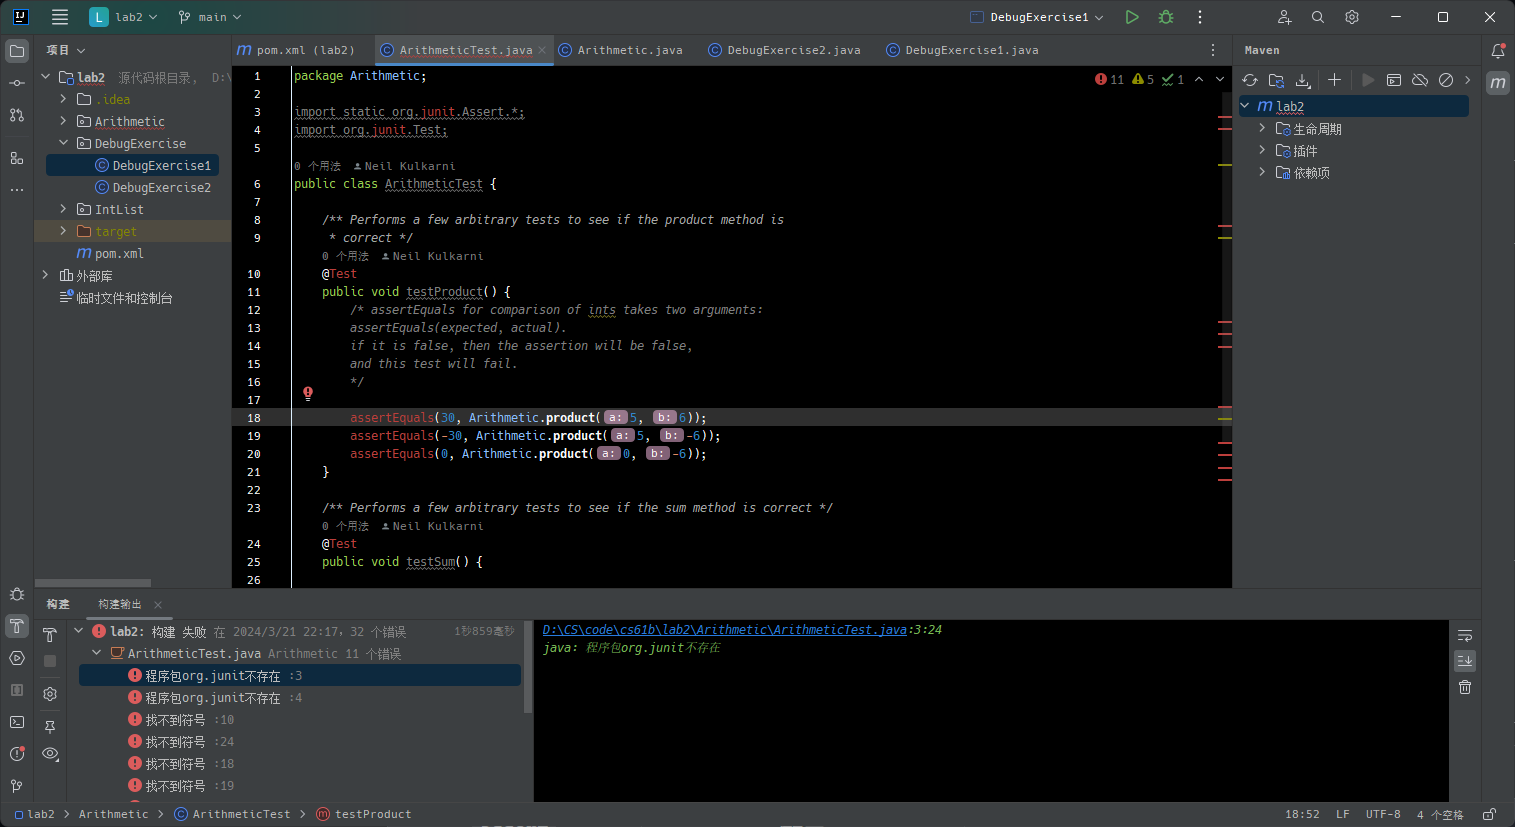 L lab2 main DebugExercise1
项目
m pom.xml (lab2) ArithmeticTest.java Arithmetic.java DebugExercise2.java DebugExercise1.java Maven
lab2 源代码根目录, D:\
.idea
Arithmetic
DebugExercise
DebugExercise1
DebugExercise2
IntList
target
m pom.xml
外部库
临时文件和控制台
11 5 1
1 package Arithmetic;
2
3 import static org.junit.Assert.*;
4 import org.junit.Test;
5
0 个用法 Neil Kulkarni
6 public class ArithmeticTest {
7
8 /** Performs a few arbitrary tests to see if the product method is
9 * correct */
0 个用法 Neil Kulkarni
10 @Test
11 public void testProduct() {
12 /* assertEquals for comparison of ints takes two arguments:
13 assertEquals(expected, actual).
14 if it is false, then the assertion will be false,
15 and this test will fail.
16 */
17
18 assertEquals(30, Arithmetic.product( a: 5, b: 6));
19 assertEquals(-30, Arithmetic.product( a: 5, b: -6));
20 assertEquals(0, Arithmetic.product( a: 0, b: -6));
21 }
22
23 /** Performs a few arbitrary tests to see if the sum method is correct */
0 个用法 Neil Kulkarni
24 @Test
25 public void testSum() {
26
m lab2
生命周期
插件
依赖项
m
构建 构建输出
lab2: 构建 失败 在 2024/3/21 22:17, 32 个错误 1秒859毫秒
ArithmeticTest.java Arithmetic 11 个错误
程序包org.junit不存在 :3
程序包org.junit不存在 :4
找不到符号 :10
找不到符号 :24
找不到符号 :18
找不到符号 :19
D:\CS\code\cs61b\lab2\Arithmetic\ArithmeticTest.java:3:24
java: 程序包org.junit不存在
lab2 > Arithmetic > ArithmeticTest > testProduct 18:52 LF UTF-8 4 个空格